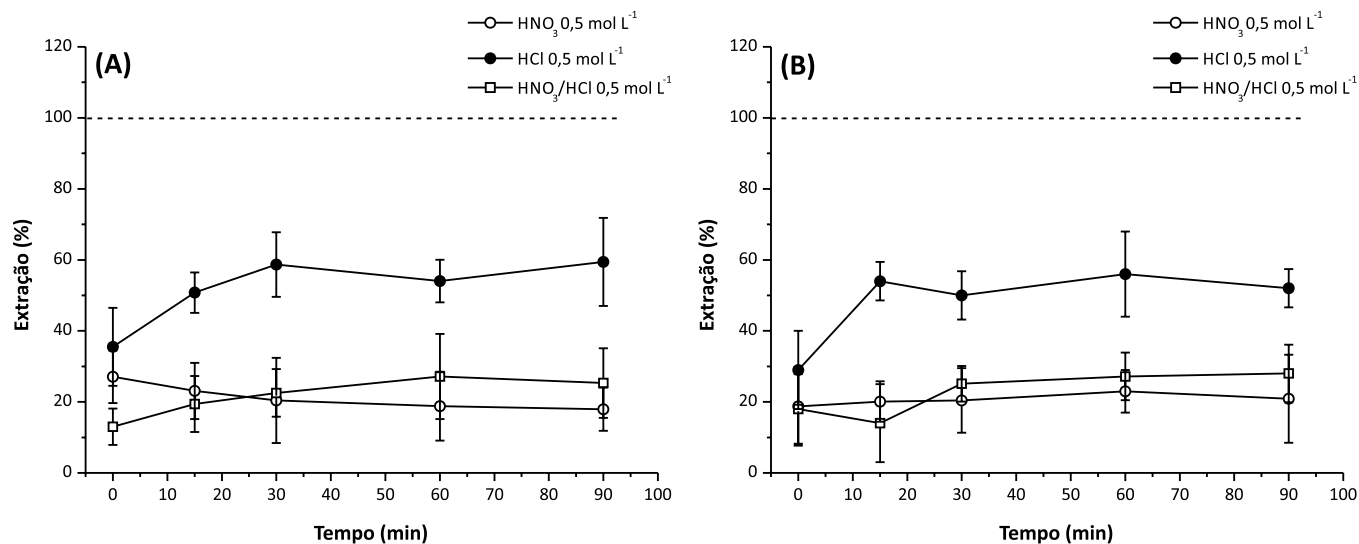 HNO₃ 0,5 mol L⁻¹
HCl 0,5 mol L⁻¹
HNO₃/HCl 0,5 mol L⁻¹
(A)
120
100
80
60
40
20
0
Extração (%)
0 10 20 30 40 50 60 70 80 90 100
Tempo (min)
HNO₃ 0,5 mol L⁻¹
HCl 0,5 mol L⁻¹
HNO₃/HCl 0,5 mol L⁻¹
(B)
120
100
80
60
40
20
0
Extração (%)
0 10 20 30 40 50 60 70 80 90 100
Tempo (min)